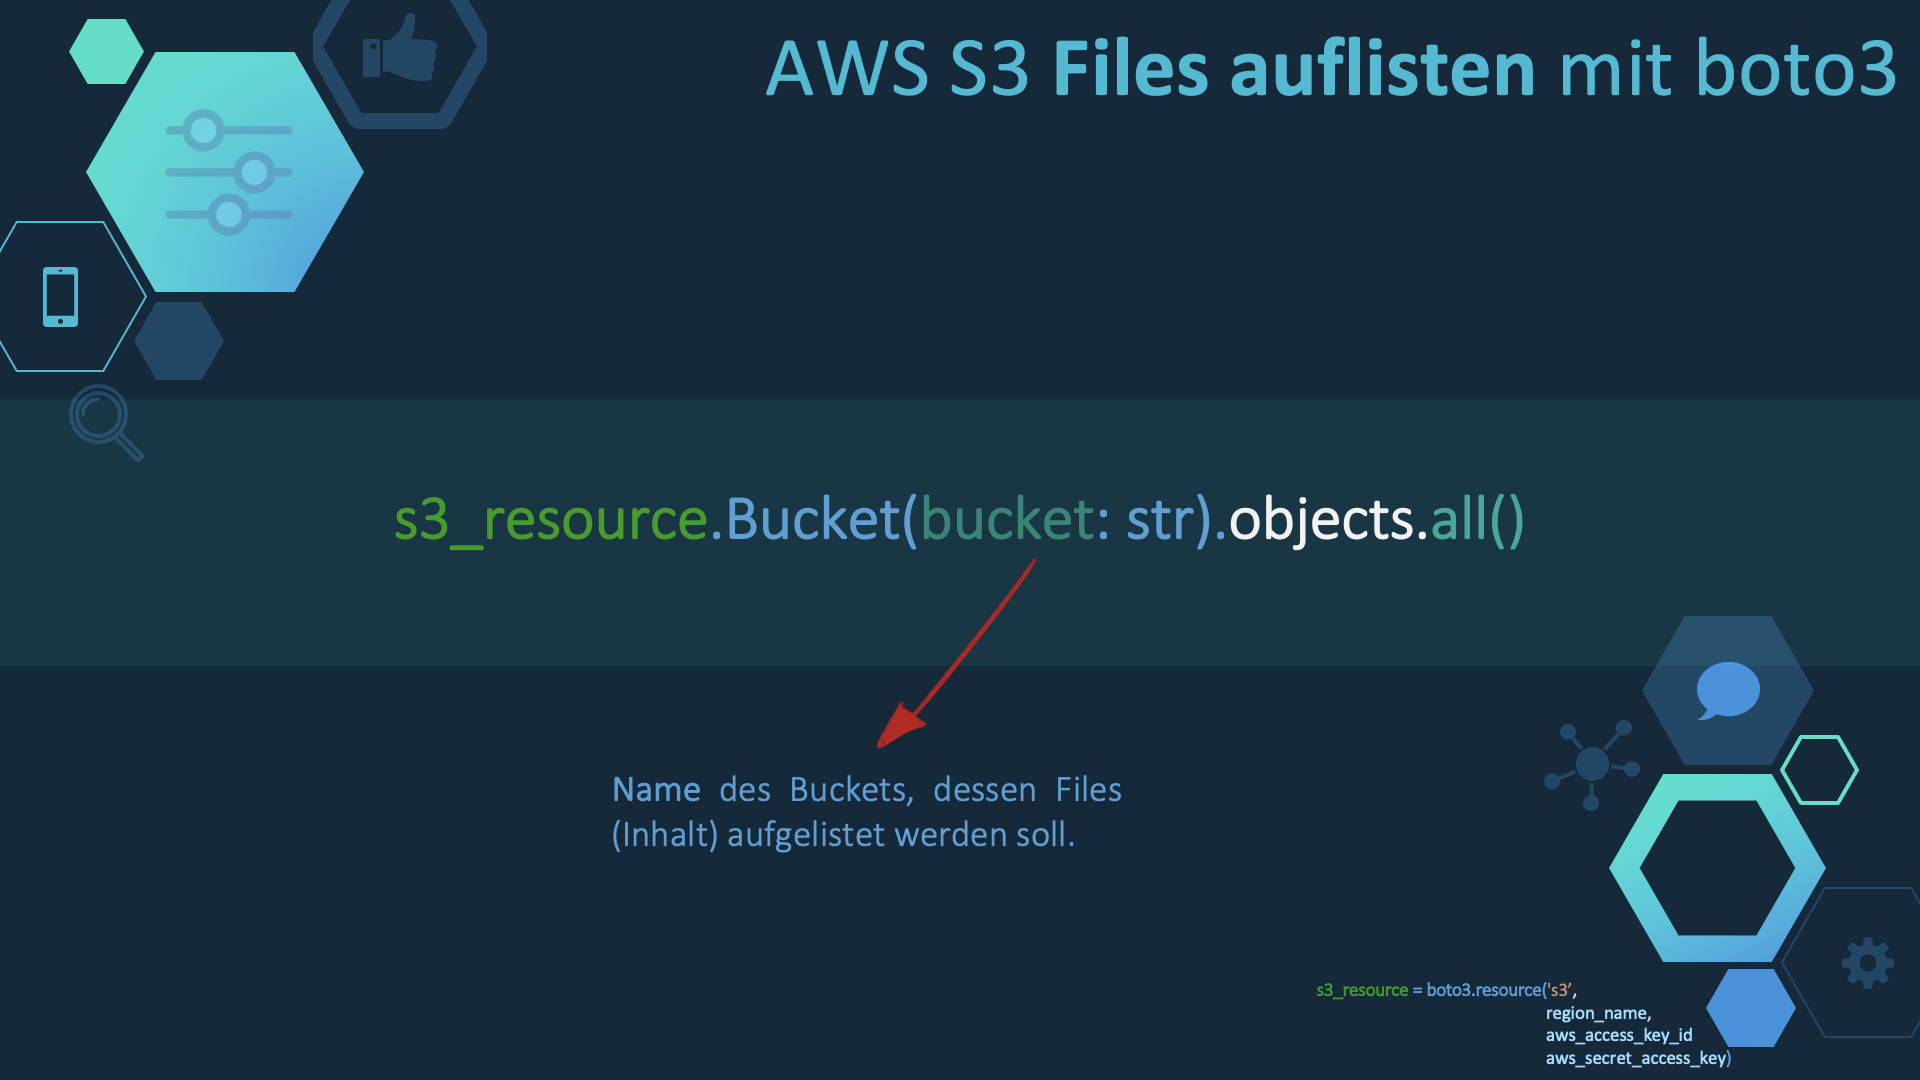 AWS S3 Files auflisten mit boto3
s3_resource.Bucket(bucket: str).objects.all()
Name des Buckets, dessen Files
(Inhalt) aufgelistet werden soll.
s3_resource = boto3.resource('s3’,
region_name,
aws_access_key_id
aws_secret_access_key)